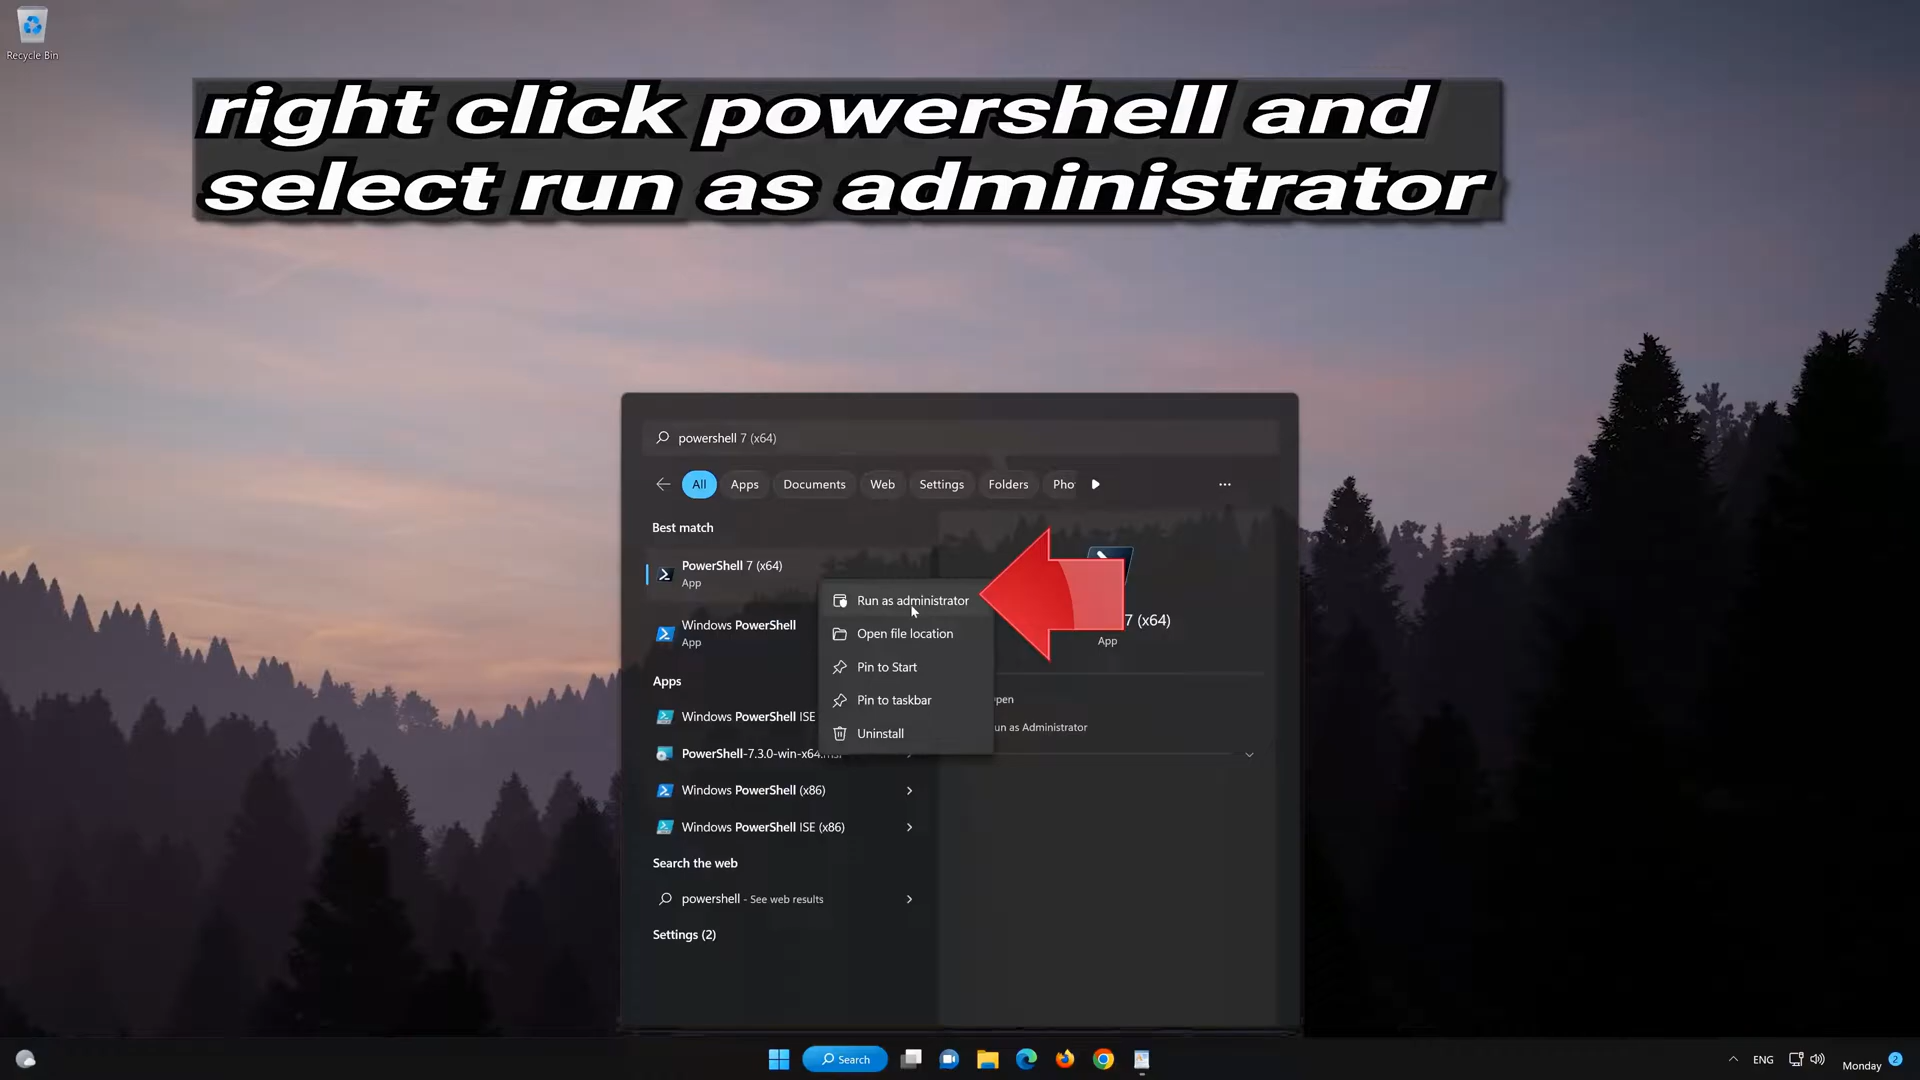 Recycle Bin
right click powershell and
select run as administrator
powershell 7 (x64)
All Apps Documents Web Settings Folders Pho
Best match
PowerShell 7 (x64)
App
Windows PowerShell
App
Run as administrator
Open file location
Pin to Start
Pin to taskbar
Uninstall
7 (x64)
App
pen
un as Administrator
Apps
Windows PowerShell ISE
PowerShell-7.3.0-win-x64.msi
Windows PowerShell (x86)
Windows PowerShell ISE (x86)
Search the web
powershell - See web results
Settings (2)
Search
ENG
Monday 2